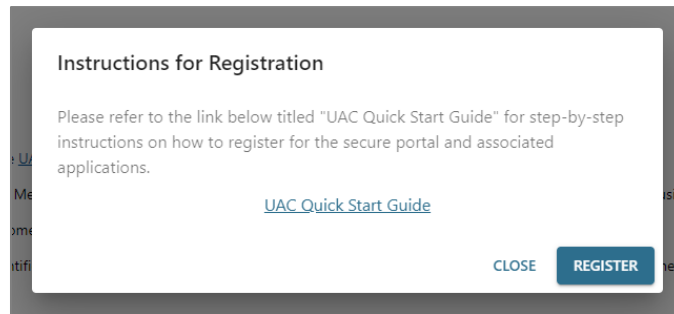 Instructions for Registration
Please refer to the link below titled "UAC Quick Start Guide" for step-by-step
instructions on how to register for the secure portal and associated
applications.
UAC Quick Start Guide
CLOSE REGISTER